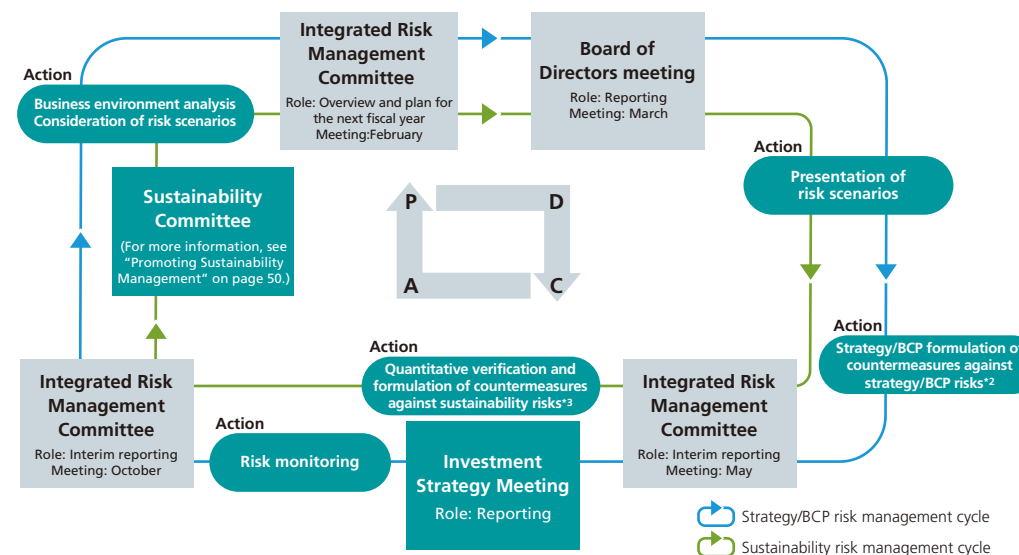 Integrated Risk
Management
Committee
Role: Overview and plan for
the next fiscal year
Meeting:February
Board of
Directors meeting
Role: Reporting
Meeting: March
Action
Business environment analysis
Consideration of risk scenarios
Action
Presentation of
risk scenarios
Sustainability
Committee
(For more information, see
“Promoting Sustainability
Management” on page 50.)
P
D
A
C
Action
Strategy/BCP formulation of
countermeasures against
strategy/BCP risks*2
Action
Quantitative verification and
formulation of countermeasures
against sustainability risks*3
Integrated Risk
Management
Committee
Role: Interim reporting
Meeting: October
Action
Risk monitoring
Investment
Strategy Meeting
Role: Reporting
Integrated Risk
Management
Committee
Role: Interim reporting
Meeting: May
Strategy/BCP risk management cycle
Sustainability risk management cycle